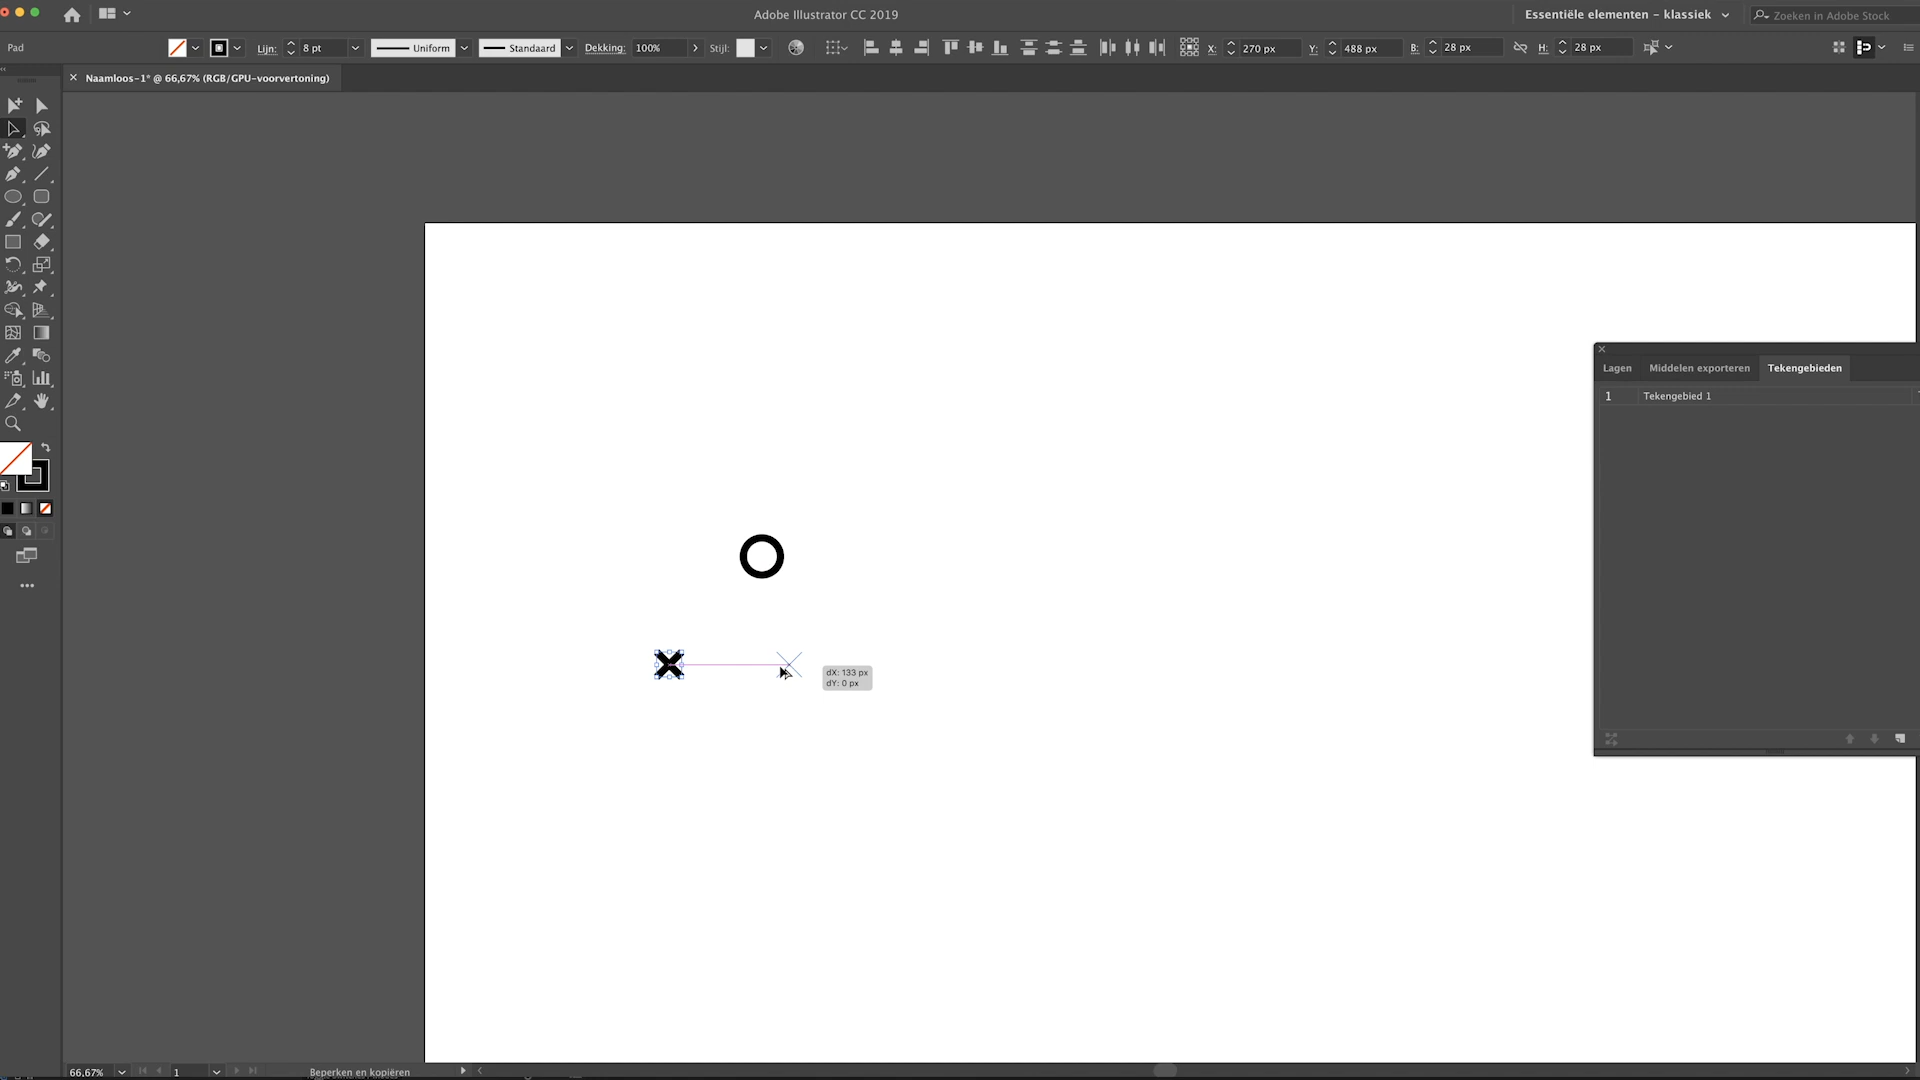 Adobe Illustrator CC 2019
Essentiële elementen – klassiek
Zoeken in Adobe Stock
Pad
Lijn:
8 pt
Uniform
Standaard
Dekking:
100%
Stijl:
X:
270 px
Y:
488 px
B:
28 px
H:
28 px
Naamloos-1* @ 66,67% (RGB/GPU-voorvertoning)
Lagen
Middelen exporteren
Tekengebieden
1
Tekengebied 1
dX: 133 px
dY: 0 px
66,67%
1
Beperken en kopiëren